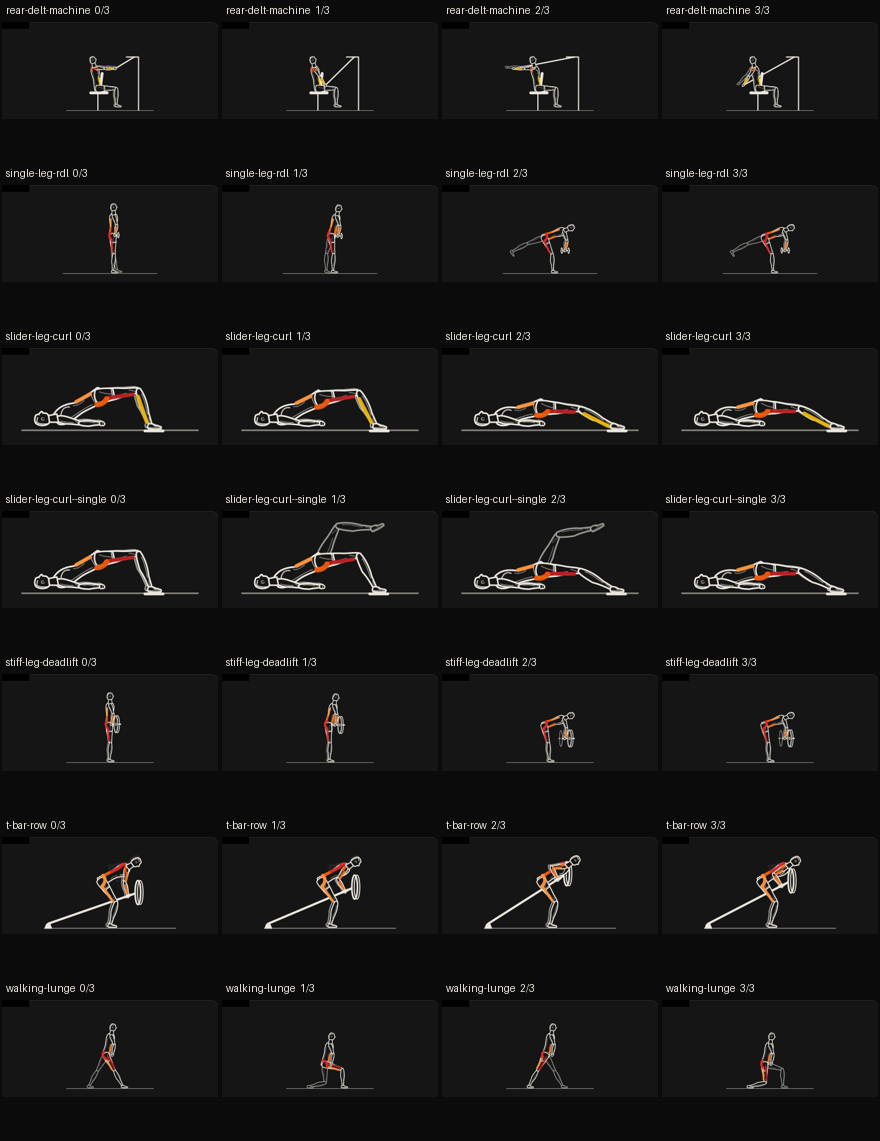 rear-delt-machine 0/3 rear-delt-machine 1/3 rear-delt-machine 2/3 rear-delt-machine 3/3
single-leg-rdl 0/3 single-leg-rdl 1/3 single-leg-rdl 2/3 single-leg-rdl 3/3
slider-leg-curl 0/3 slider-leg-curl 1/3 slider-leg-curl 2/3 slider-leg-curl 3/3
slider-leg-curl--single 0/3 slider-leg-curl--single 1/3 slider-leg-curl--single 2/3 slider-leg-curl--single 3/3
stiff-leg-deadlift 0/3 stiff-leg-deadlift 1/3 stiff-leg-deadlift 2/3 stiff-leg-deadlift 3/3
t-bar-row 0/3 t-bar-row 1/3 t-bar-row 2/3 t-bar-row 3/3
walking-lunge 0/3 walking-lunge 1/3 walking-lunge 2/3 walking-lunge 3/3